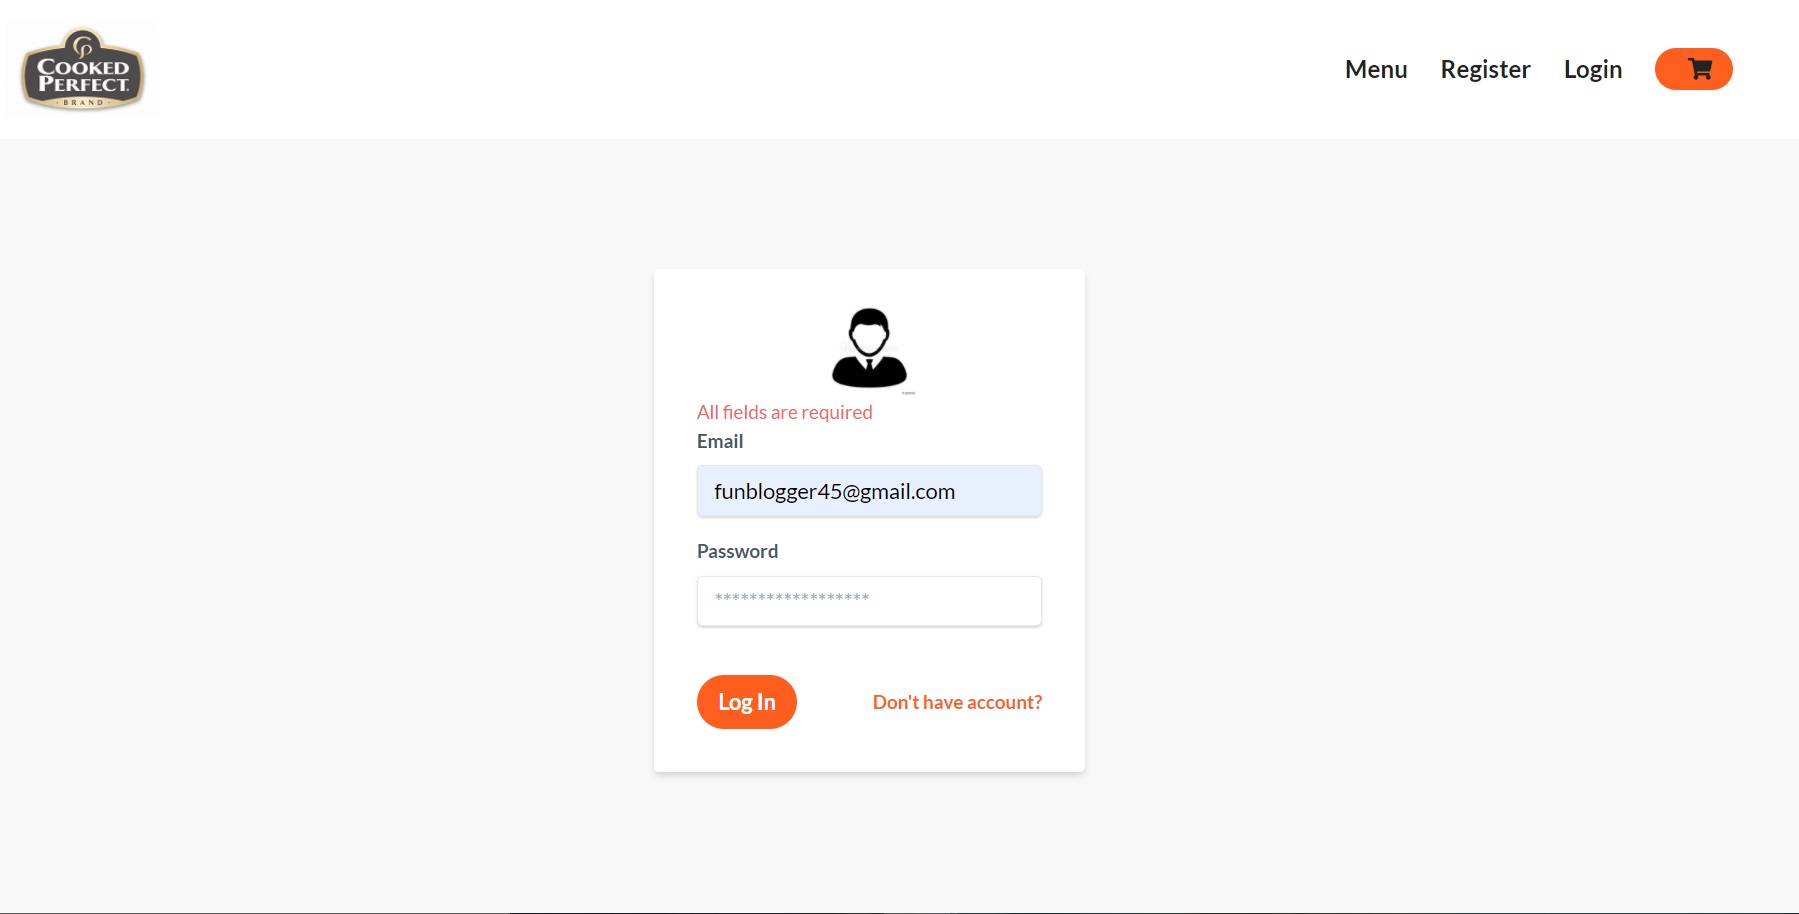 COOKED
PERFECT.
· BRAND ·
Menu
Register
Login
All fields are required
Email
funblogger45@gmail.com
Password
******************
Log In
Don't have account?